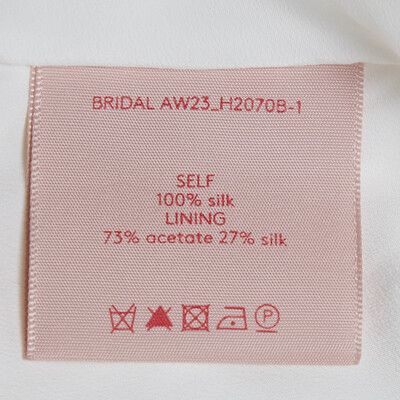 BRIDAL AW23_H2070B-1
SELF
100% silk
LINING
73% acetate 27% silk
P